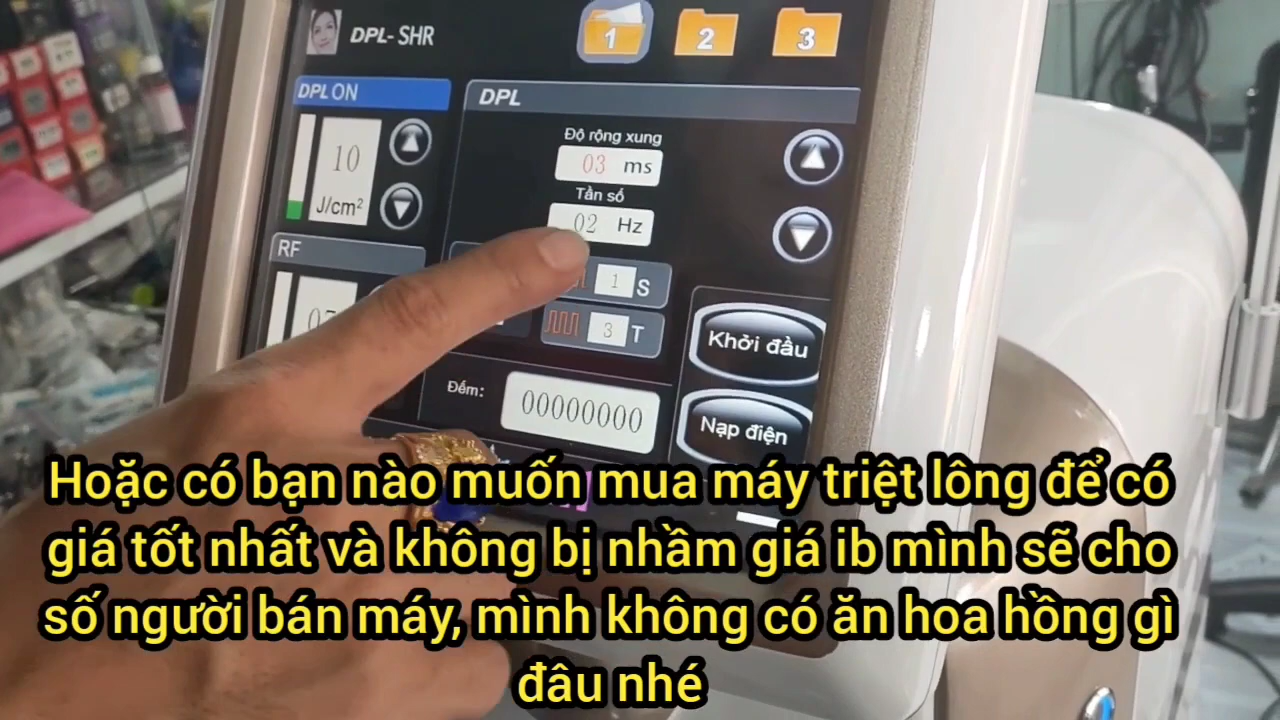 DPL- SHR
1
2
3
DPL ON
DPL
10
J/cm²
Độ rộng xung
03 ms
Tần số
02 Hz
RF
1 S
3 T
Khởi đầu
Đếm:
00000000
Nạp điện
Hoặc có bạn nào muốn mua máy triệt lông để có
giá tốt nhất và không bị nhầm giá ib mình sẽ cho
số người bán máy, mình không có ăn hoa hồng gì
đâu nhé